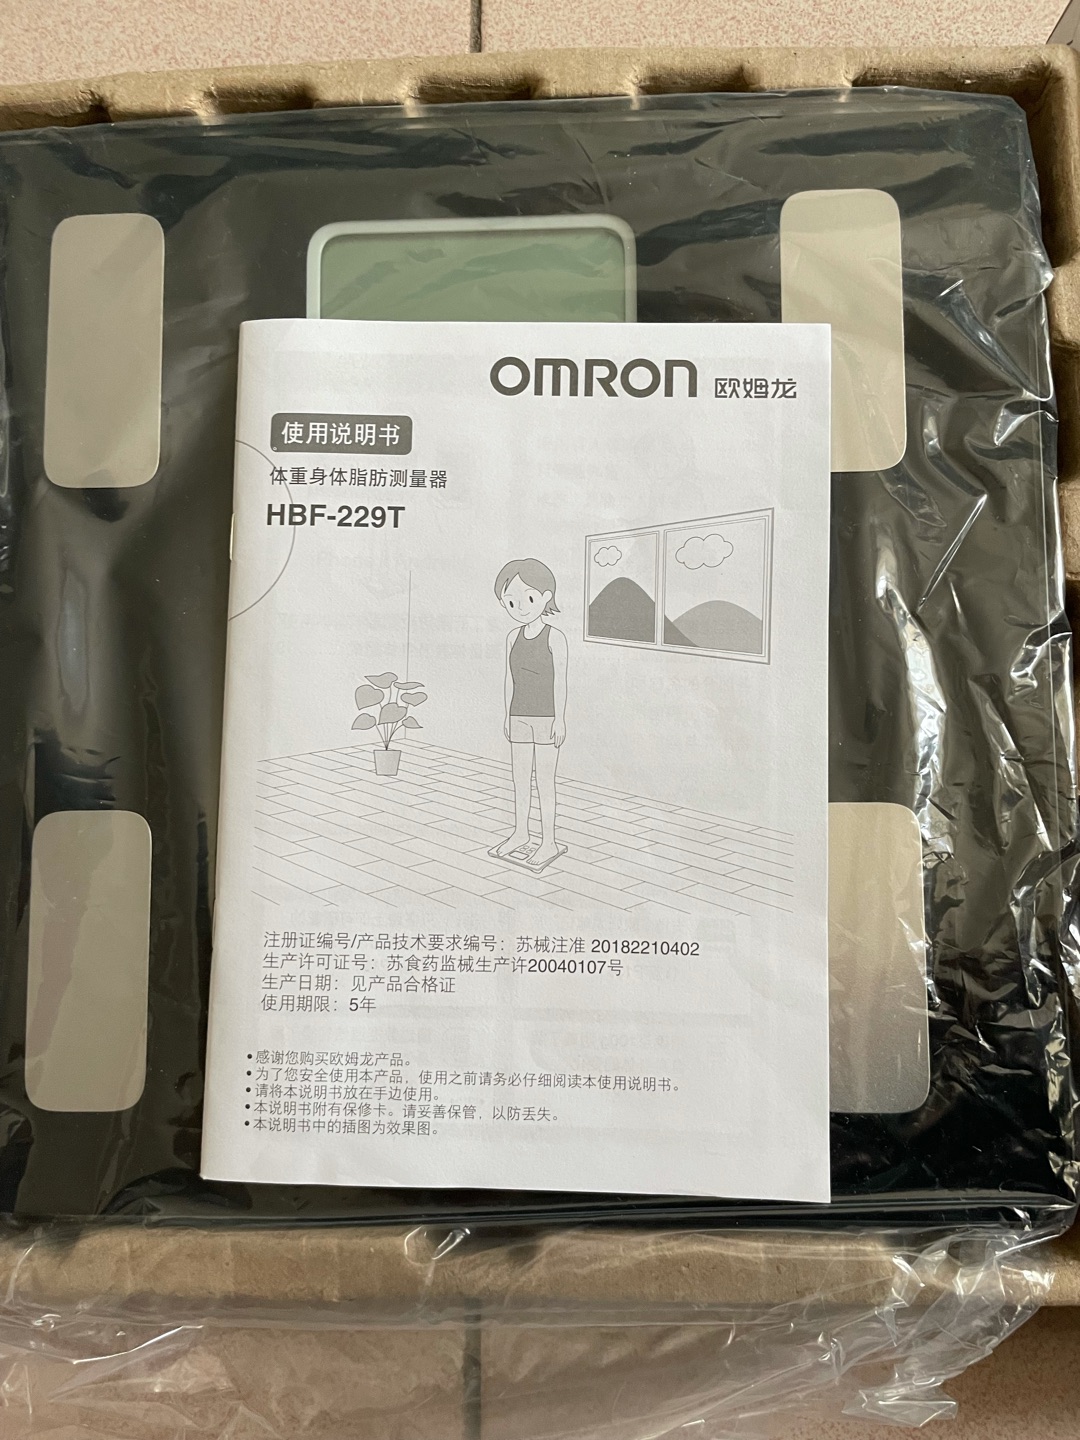 OMRON 欧姆龙
使用说明书
体重身体脂肪测量器
HBF-229T
注册证编号/产品技术要求编号：苏械注准 20182210402
生产许可证号：苏食药监械生产许20040107号
生产日期：见产品合格证
使用期限：5年
•感谢您购买欧姆龙产品。
•为了您安全使用本产品，使用之前请务必仔细阅读本使用说明书。
•请将本说明书放在手边使用。
•本说明书附有保修卡。请妥善保管，以防丢失。
•本说明书中的插图为效果图。